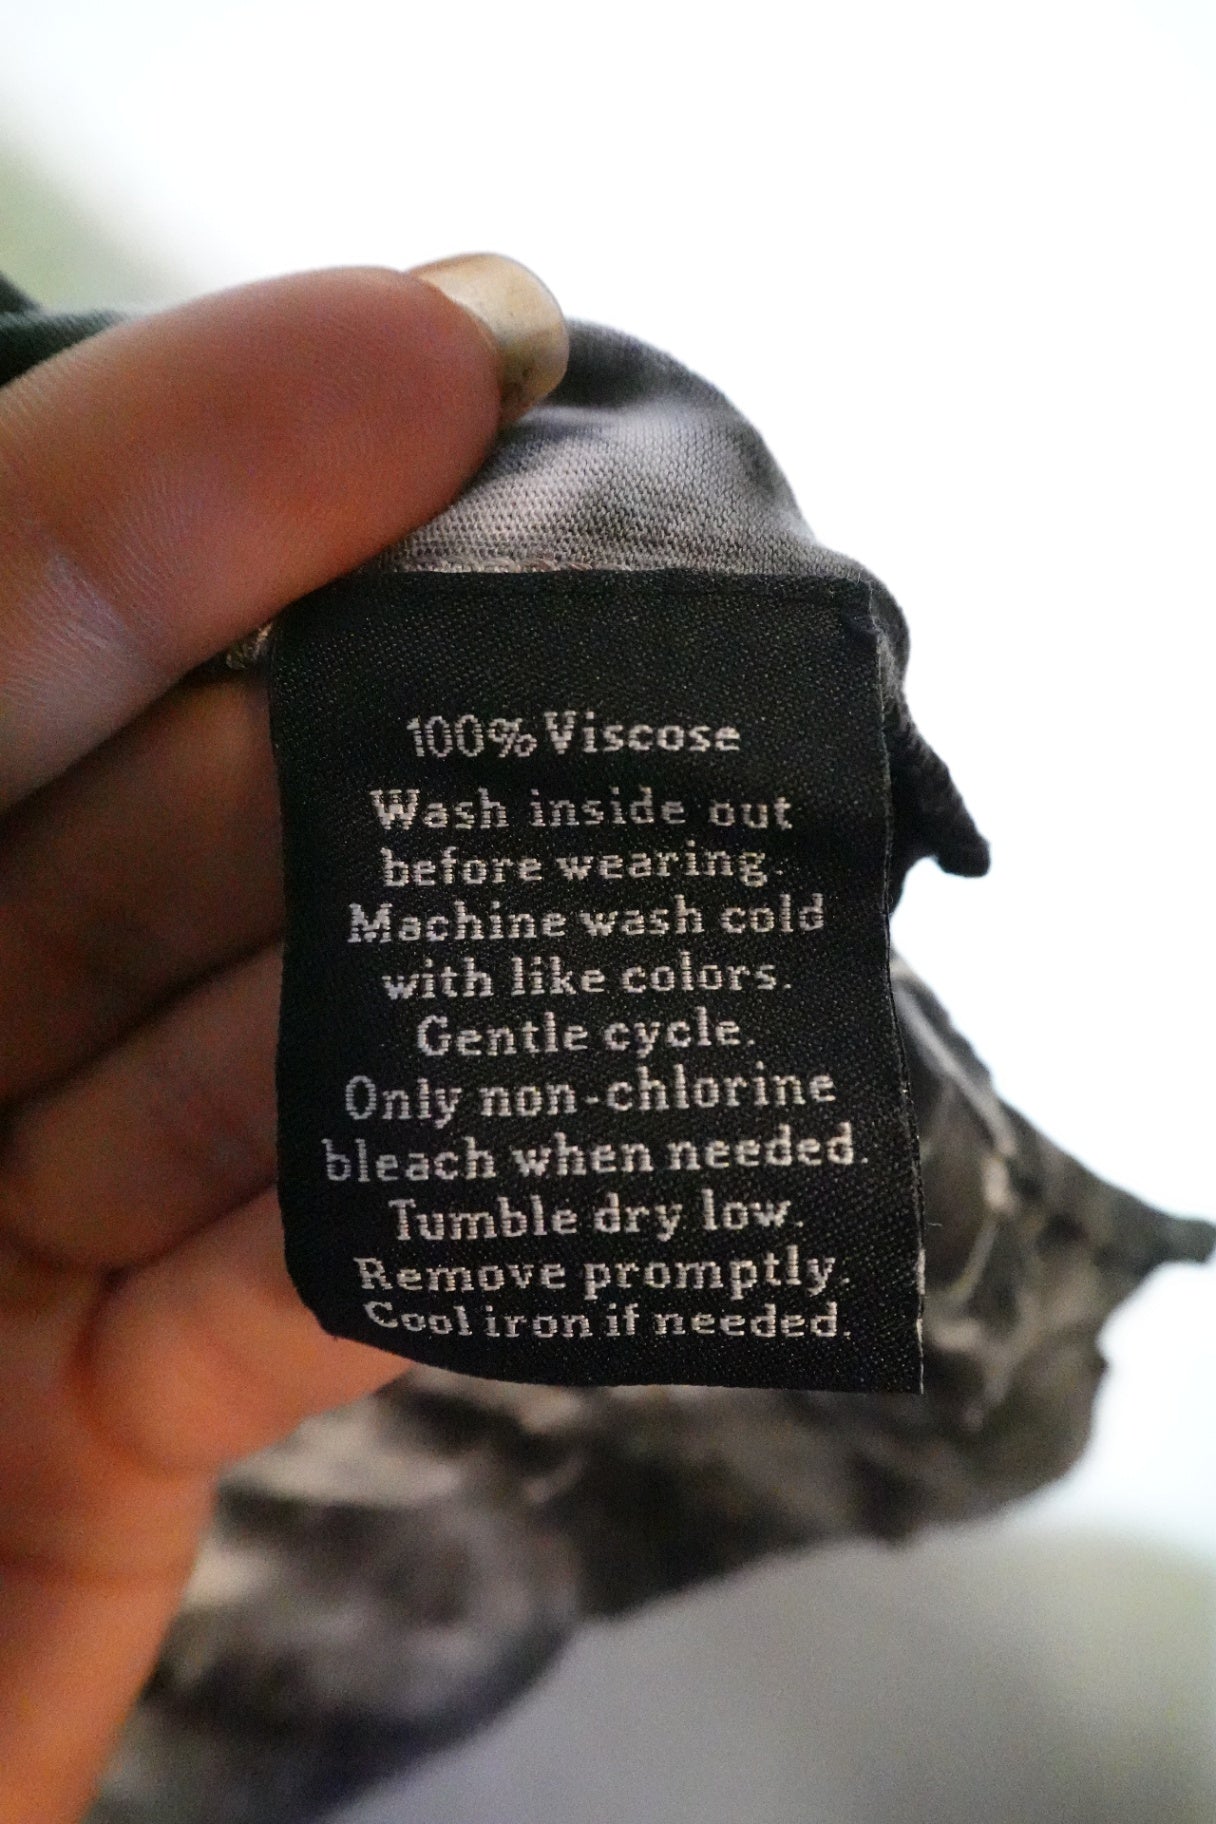 100% Viscose
Wash inside out
before wearing.
Machine wash cold
with like colors.
Gentle cycle.
Only non-chlorine
bleach when needed.
Tumble dry low.
Remove promptly.
Cool iron if needed.